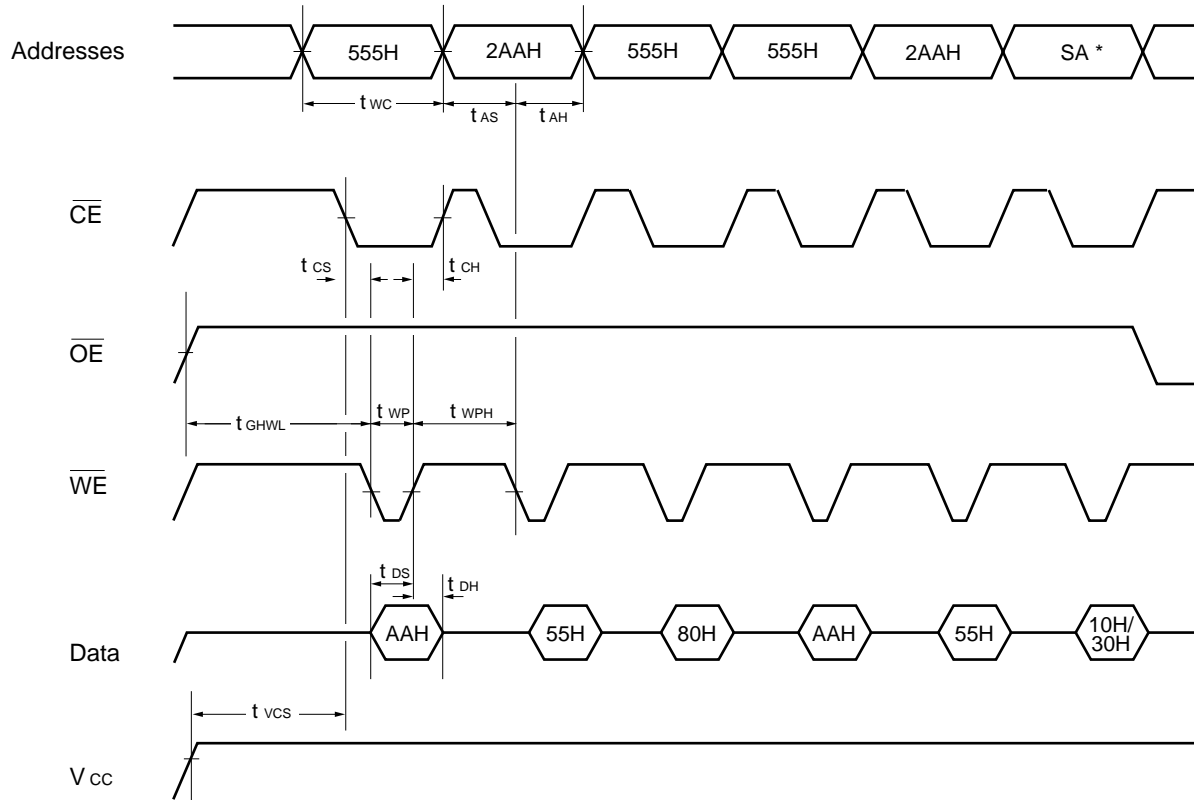 Addresses 555H 2AAH 555H 555H 2AAH SA *
t WC t AS t AH
CE
t CS t CH
OE
t GHWL t WP t WPH
WE
t DS t DH
Data AAH 55H 80H AAH 55H 10H/
30H
t VCS
V CC